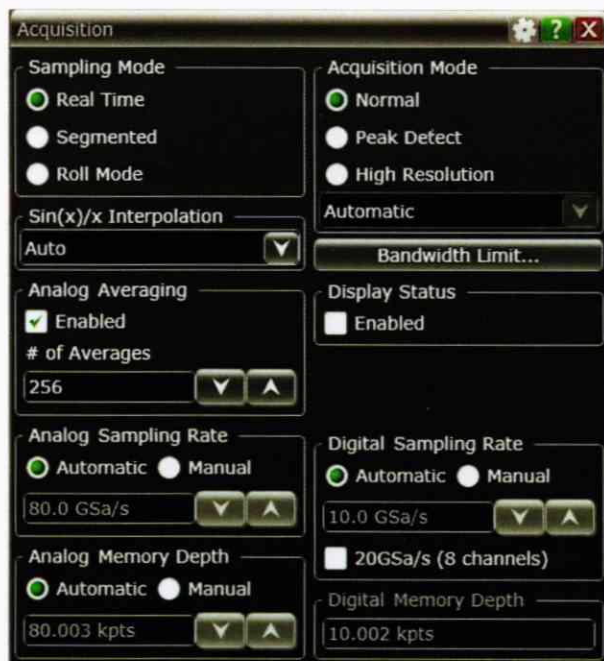 Acquisition
?
X
Sampling Mode
Real Time
Segmented
Roll Mode
Acquisition Mode
Normal
Peak Detect
High Resolution
Automatic
Sin(x)/x Interpolation
Auto
Bandwidth Limit...
Analog Averaging
Enabled
# of Averages
256
Display Status
Enabled
Analog Sampling Rate
Automatic Manual
80.0 GSa/s
Digital Sampling Rate
Automatic Manual
10.0 GSa/s
20GSa/s (8 channels)
Analog Memory Depth
Automatic Manual
80.003 kpts
Digital Memory Depth
10.002 kpts